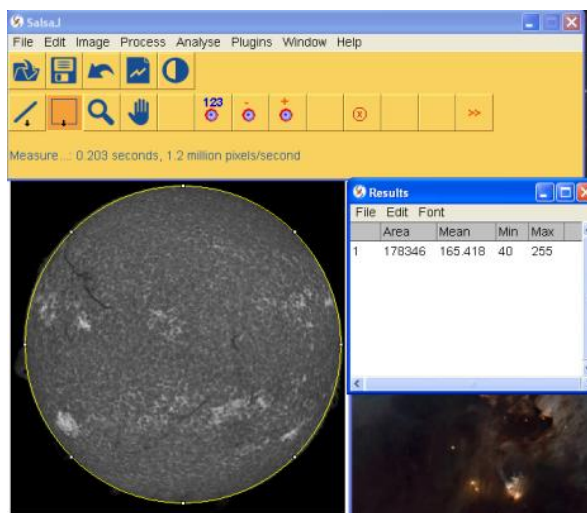 SalsaJ
File Edit Image Process Analyse Plugins Window Help
123
- +
x >>
Measure...: 0.203 seconds, 1.2 million pixels/second
Results
File Edit Font
Area Mean Min Max
1 178346 165.418 40 255